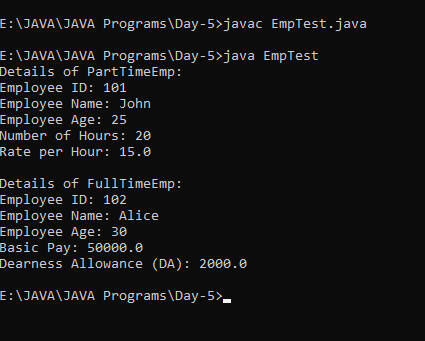 E:\JAVA\JAVA Programs\Day-5>javac EmpTest.java
E:\JAVA\JAVA Programs\Day-5>java EmpTest
Details of PartTimeEmp:
Employee ID: 101
Employee Name: John
Employee Age: 25
Number of Hours: 20
Rate per Hour: 15.0
Details of FullTimeEmp:
Employee ID: 102
Employee Name: Alice
Employee Age: 30
Basic Pay: 50000.0
Dearness Allowance (DA): 2000.0
E:\JAVA\JAVA Programs\Day-5>